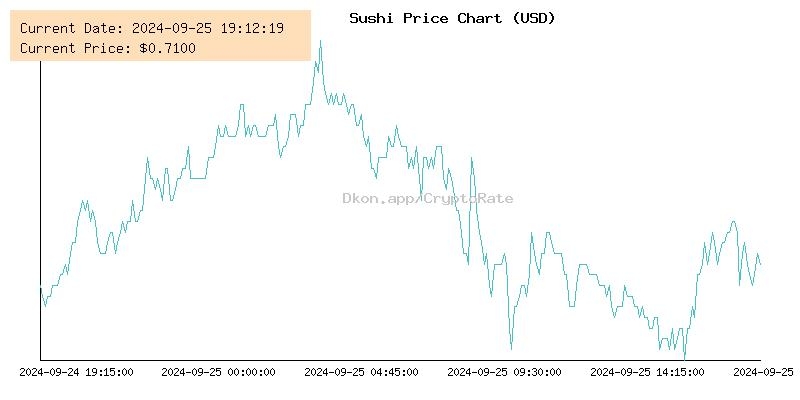 Sushi Price Chart (USD)
Current Date: 2024-09-25 19:12:19
Current Price: $0.7100
Dkon.app/CryptoRate
2024-09-24 19:15:00 2024-09-25 00:00:00 2024-09-25 04:45:00 2024-09-25 09:30:00 2024-09-25 14:15:00 2024-09-25